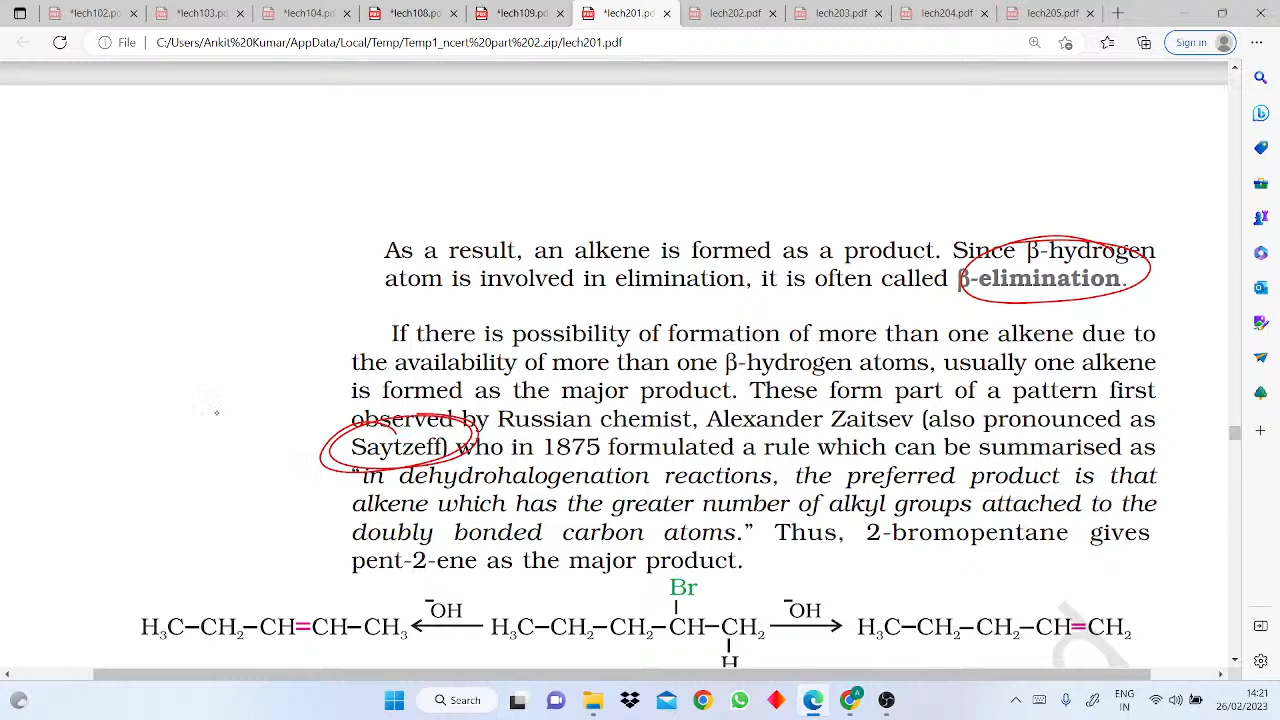 *lech102.pdf
*lech103.pdf
*lech104.pdf
*lech108.pdf
*lech109.pdf
*lech201.pdf
lech202.pdf
lech203.pdf
lech204.pdf
lech205.pdf
File C:/Users/Ankit%20Kumar/AppData/Local/Temp/Temp1_ncert%20part%202.zip/lech201.pdf
Sign in
As a result, an alkene is formed as a product. Since β-hydrogen
atom is involved in elimination, it is often called β-elimination.
If there is possibility of formation of more than one alkene due to
the availability of more than one β-hydrogen atoms, usually one alkene
is formed as the major product. These form part of a pattern first
observed by Russian chemist, Alexander Zaitsev (also pronounced as
Saytzeff) who in 1875 formulated a rule which can be summarised as
“in dehydrohalogenation reactions, the preferred product is that
alkene which has the greater number of alkyl groups attached to the
doubly bonded carbon atoms.” Thus, 2-bromopentane gives
pent-2-ene as the major product.
Br
‾OH ‾OH
H₃C−CH₂−CH=CH−CH₃ ← H₃C−CH₂−CH₂−CH−CH₂ → H₃C−CH₂−CH₂−CH=CH₂
H
Search
ENG
IN
14:21
26/02/2023